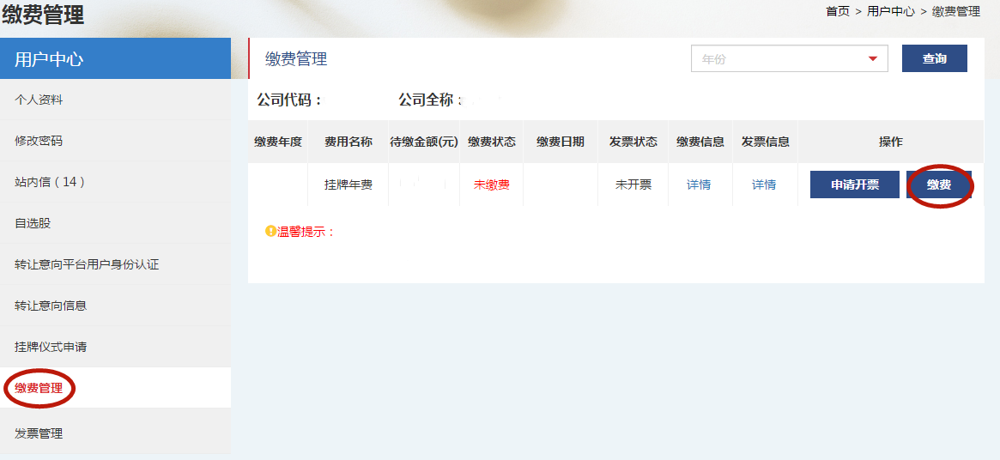 缴费管理
首页 > 用户中心 > 缴费管理
用户中心
个人资料
修改密码
站内信（14）
自选股
转让意向平台用户身份认证
转让意向信息
挂牌仪式申请
缴费管理
发票管理
缴费管理
年份
查询
公司代码： 公司全称：
缴费年度 费用名称 待缴金额(元) 缴费状态 缴费日期 发票状态 缴费信息 发票信息 操作
挂牌年费 未缴费 未开票 详情 详情 申请开票 缴费
温馨提示：